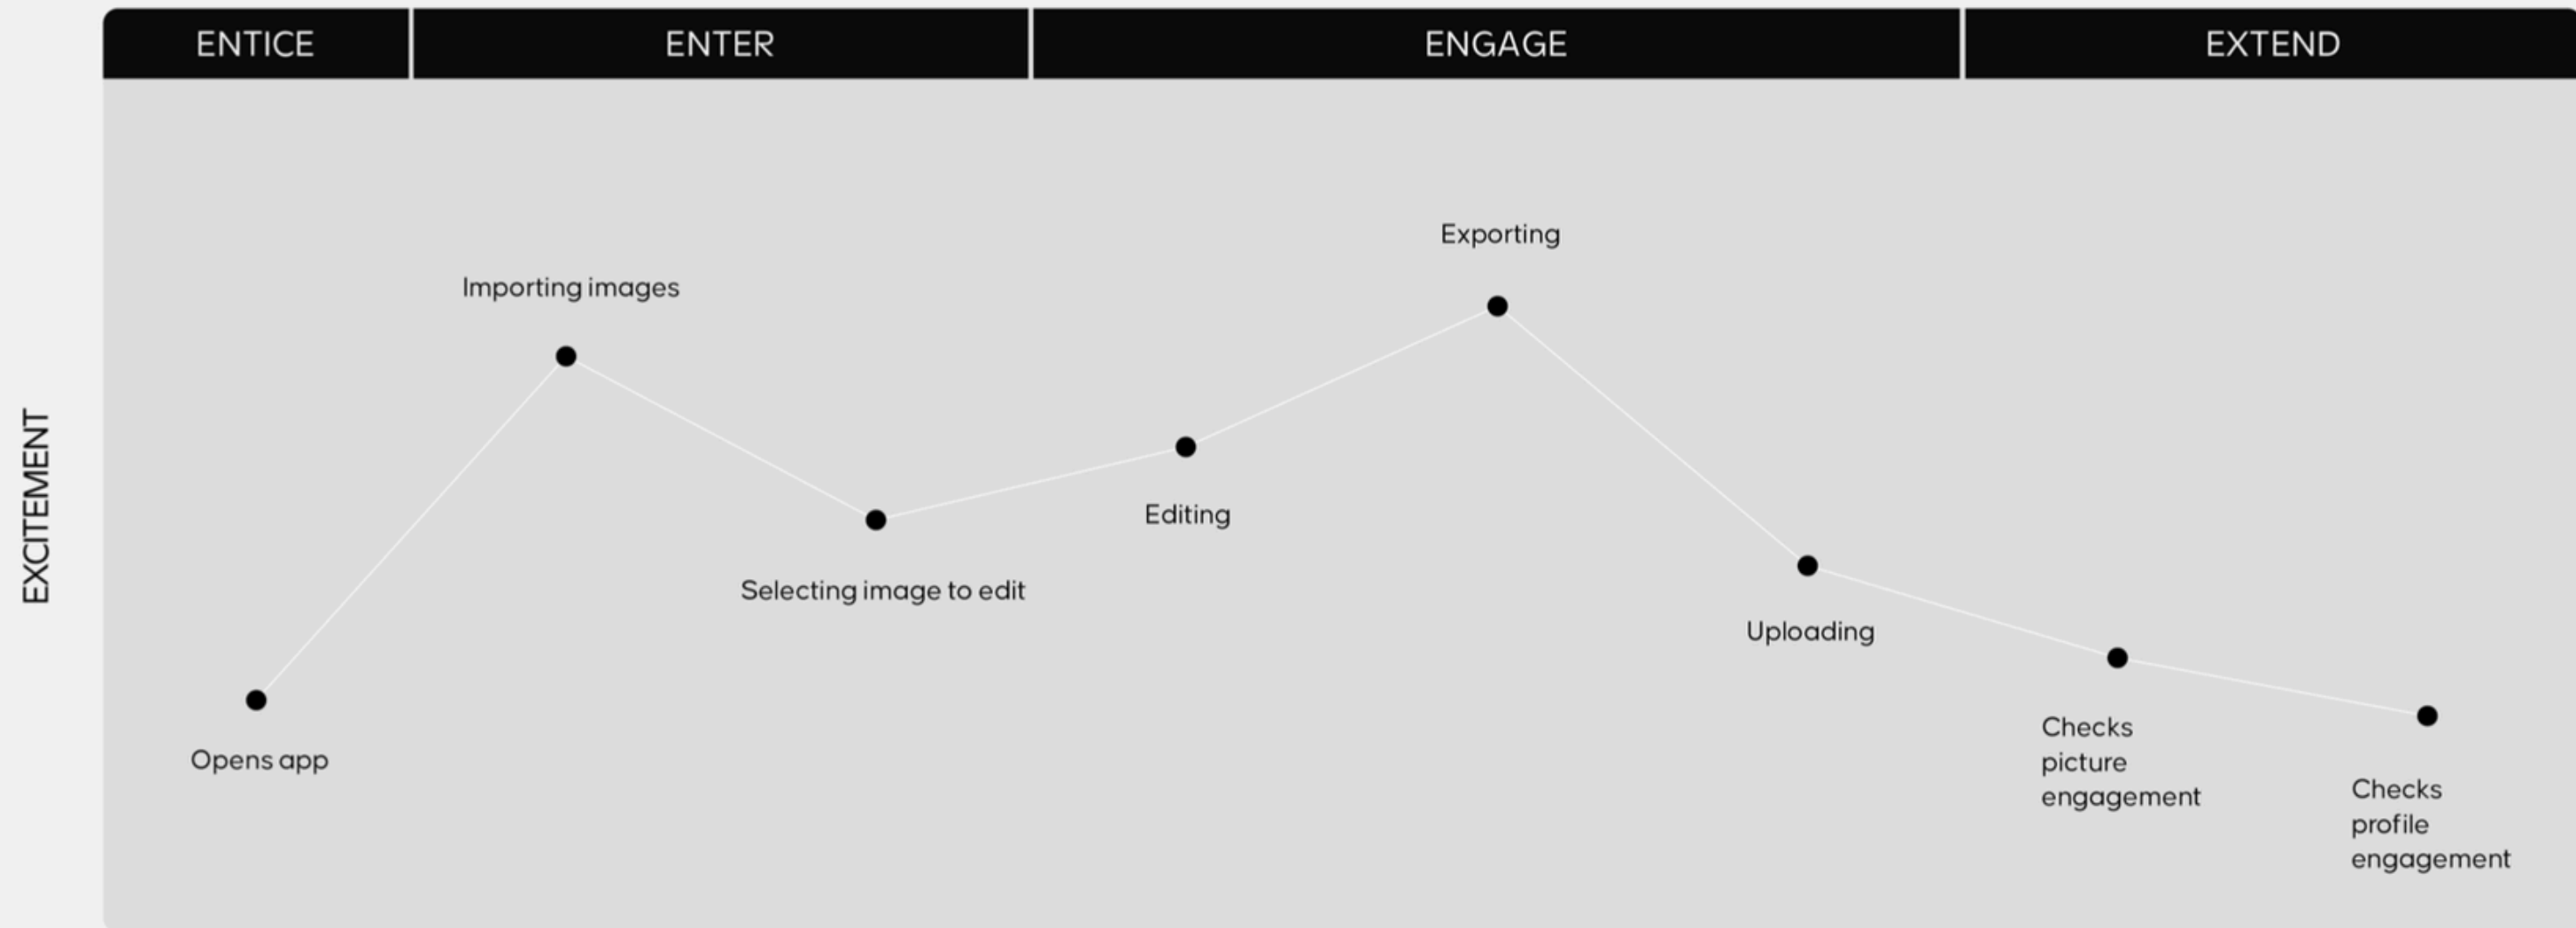 ENTICE
ENTER
ENGAGE
EXTEND
EXCITEMENT
Opens app
Importing images
Selecting image to edit
Editing
Exporting
Uploading
Checks
picture
engagement
Checks
profile
engagement